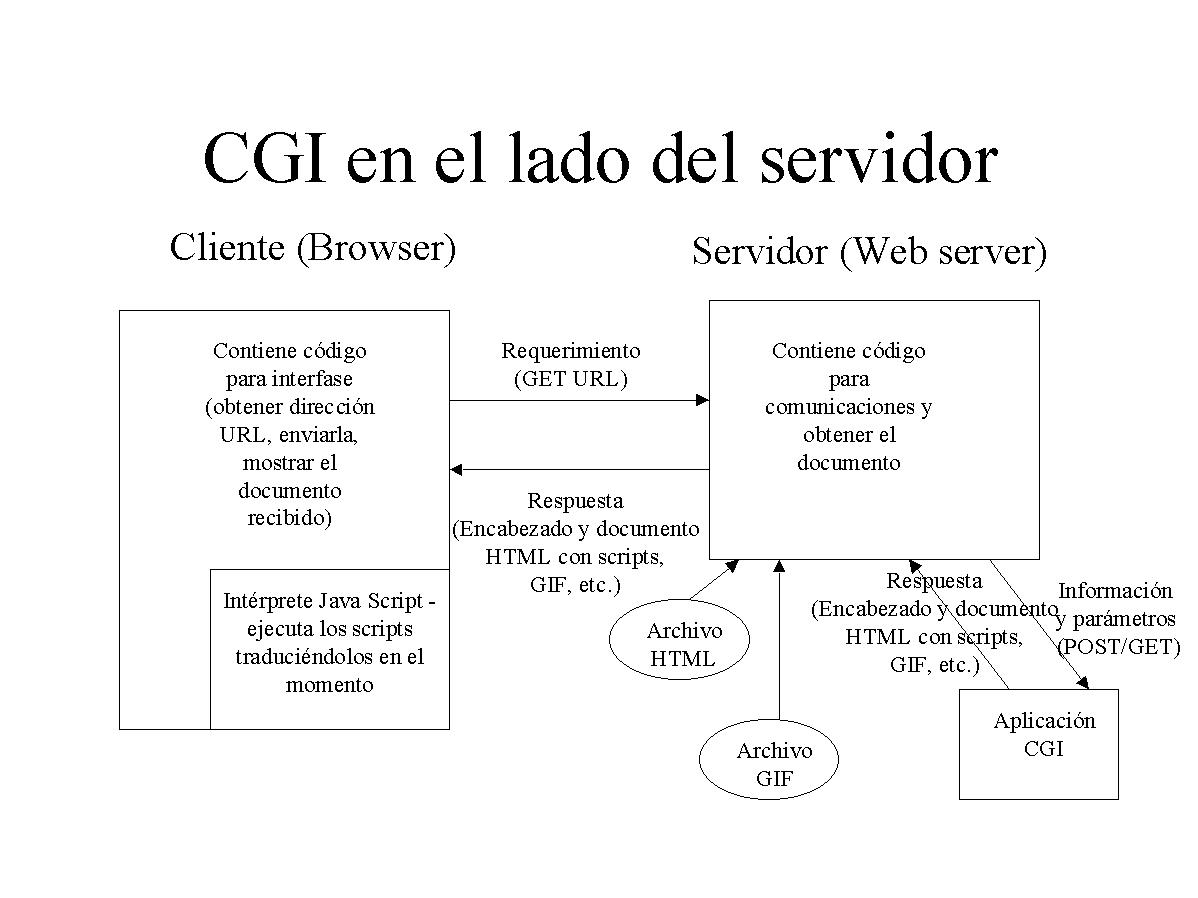 CGI en el lado del servidor
Cliente (Browser)
Servidor (Web server)
Contiene código
para interfase
(obtener dirección
URL, enviarla,
mostrar el
documento
recibido)
Intérprete Java Script -
ejecuta los scripts
traduciéndolos en el
momento
Requerimiento
(GET URL)
Respuesta
(Encabezado y documento
HTML con scripts,
GIF, etc.)
Contiene código
para
comunicaciones y
obtener el
documento
Archivo
HTML
Archivo
GIF
Respuesta
(Encabezado y documento
HTML con scripts,
GIF, etc.)
Información
y parámetros
(POST/GET)
Aplicación
CGI